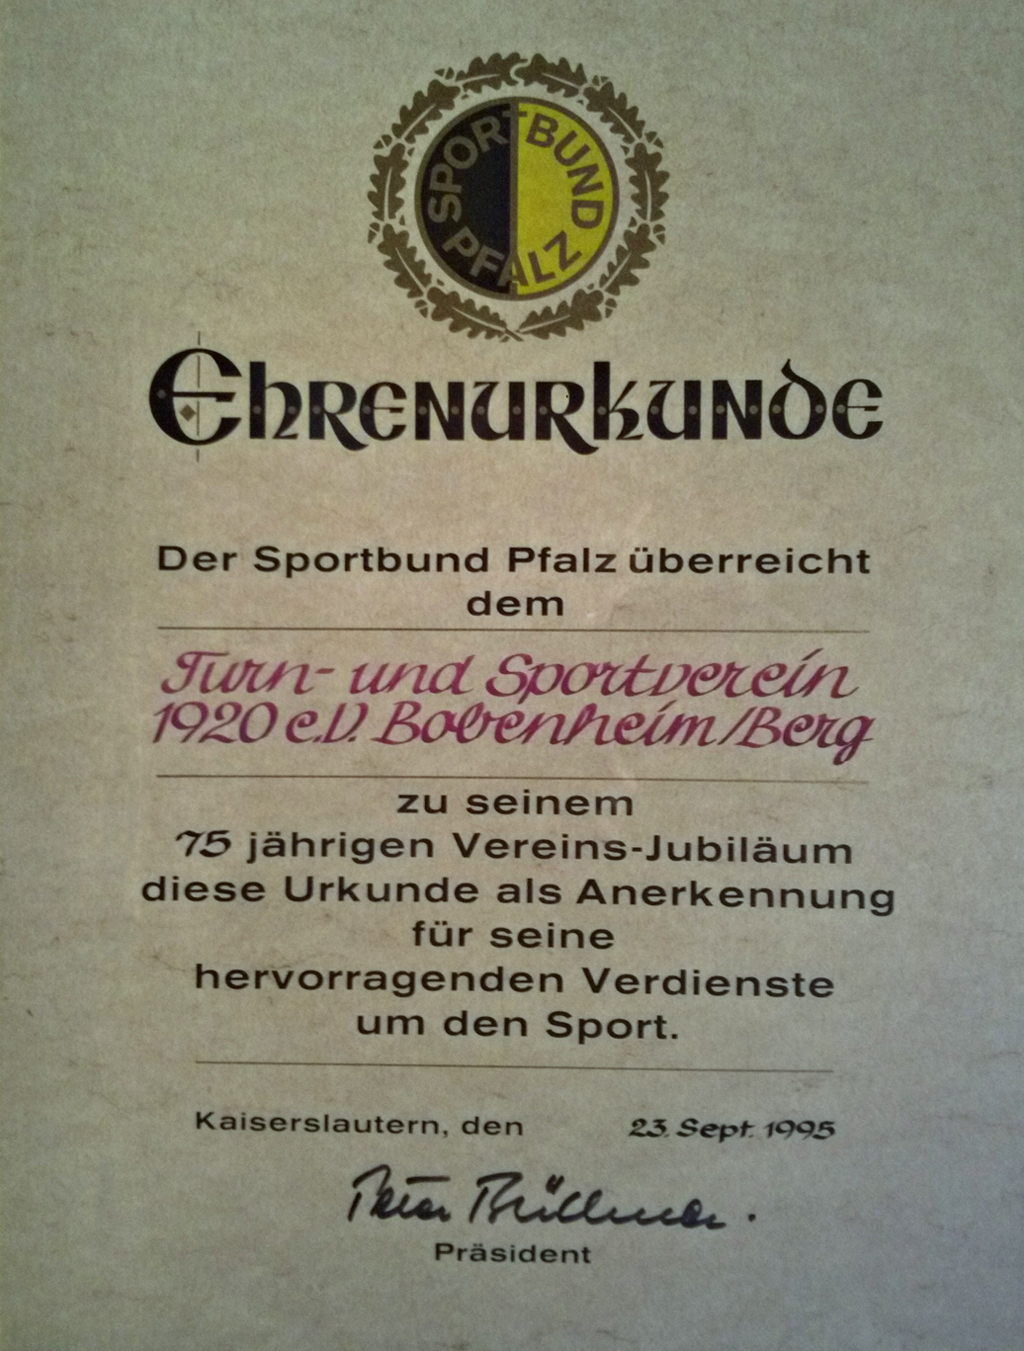 SPORTBUND
PFALZ
Ehrenurkunde
Der Sportbund Pfalz überreicht
dem
Turn- und Sportverein
1920 e.V. Bobenheim/Berg
zu seinem
75 jährigen Vereins-Jubiläum
diese Urkunde als Anerkennung
für seine
hervorragenden Verdienste
um den Sport.
Kaiserslautern, den 23. Sept. 1995
Peter
Präsident